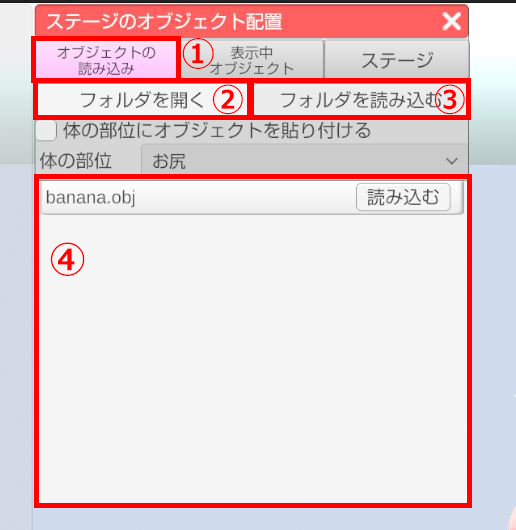 ステージのオブジェクト配置
オブジェクトの
読み込み
①
表示中
オブジェクト
ステージ
フォルダを開く
②
フォルダを読み込む
③
体の部位にオブジェクトを貼り付ける
体の部位
お尻
banana.obj
読み込む
④